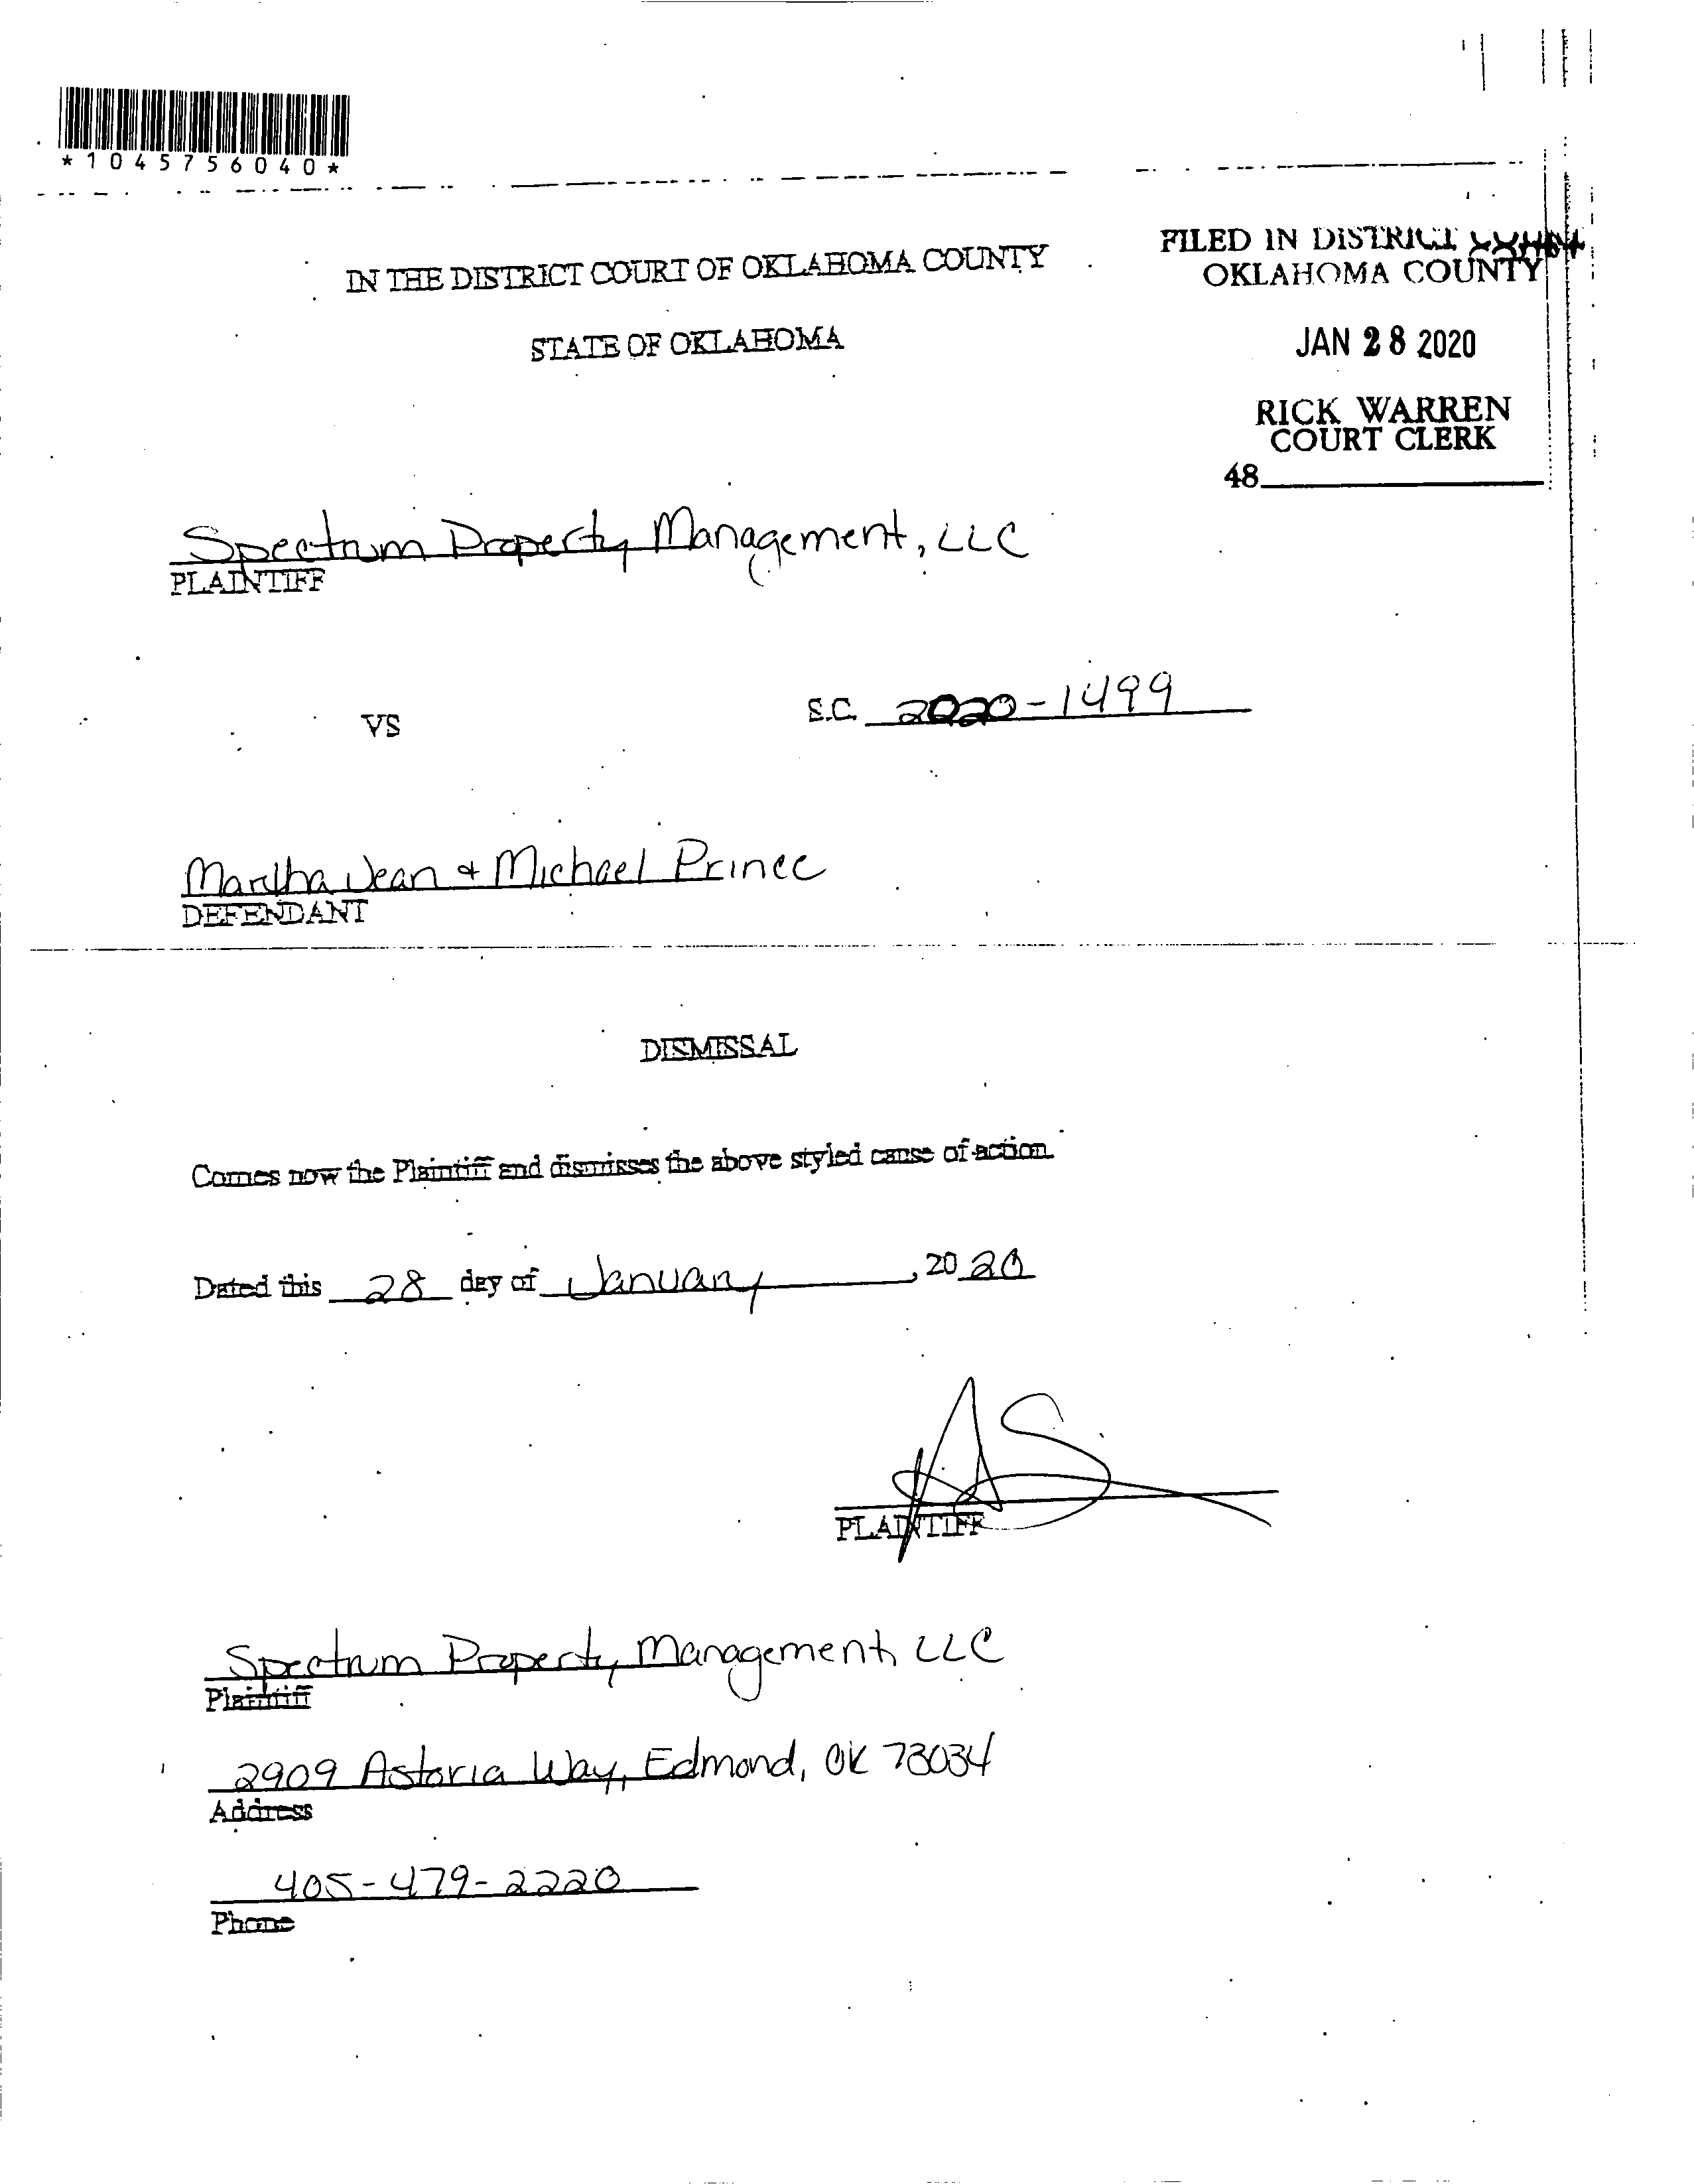 *1045756040*
IN THE DISTRICT COURT OF OKLAHOMA COUNTY
STATE OF OKLAHOMA
FILED IN DISTRICT COURT
OKLAHOMA COUNTY
JAN 28 2020
RICK WARREN
COURT CLERK
48
Spectrum Property Management, LLC
PLAINTIFF
VS
S.C. 2020-1499
Martha Jean + Michael Prince
DEFENDANT
DISMISSAL
Comes now the Plaintiff and dismisses the above styled cause of action.
Dated this 28 day of January, 2020
AS
PLAINTIFF
Spectrum Property Management, LLC
Plaintiff
2909 Astoria Way, Edmond, OK 73034
Address
405-479-2220
Phone